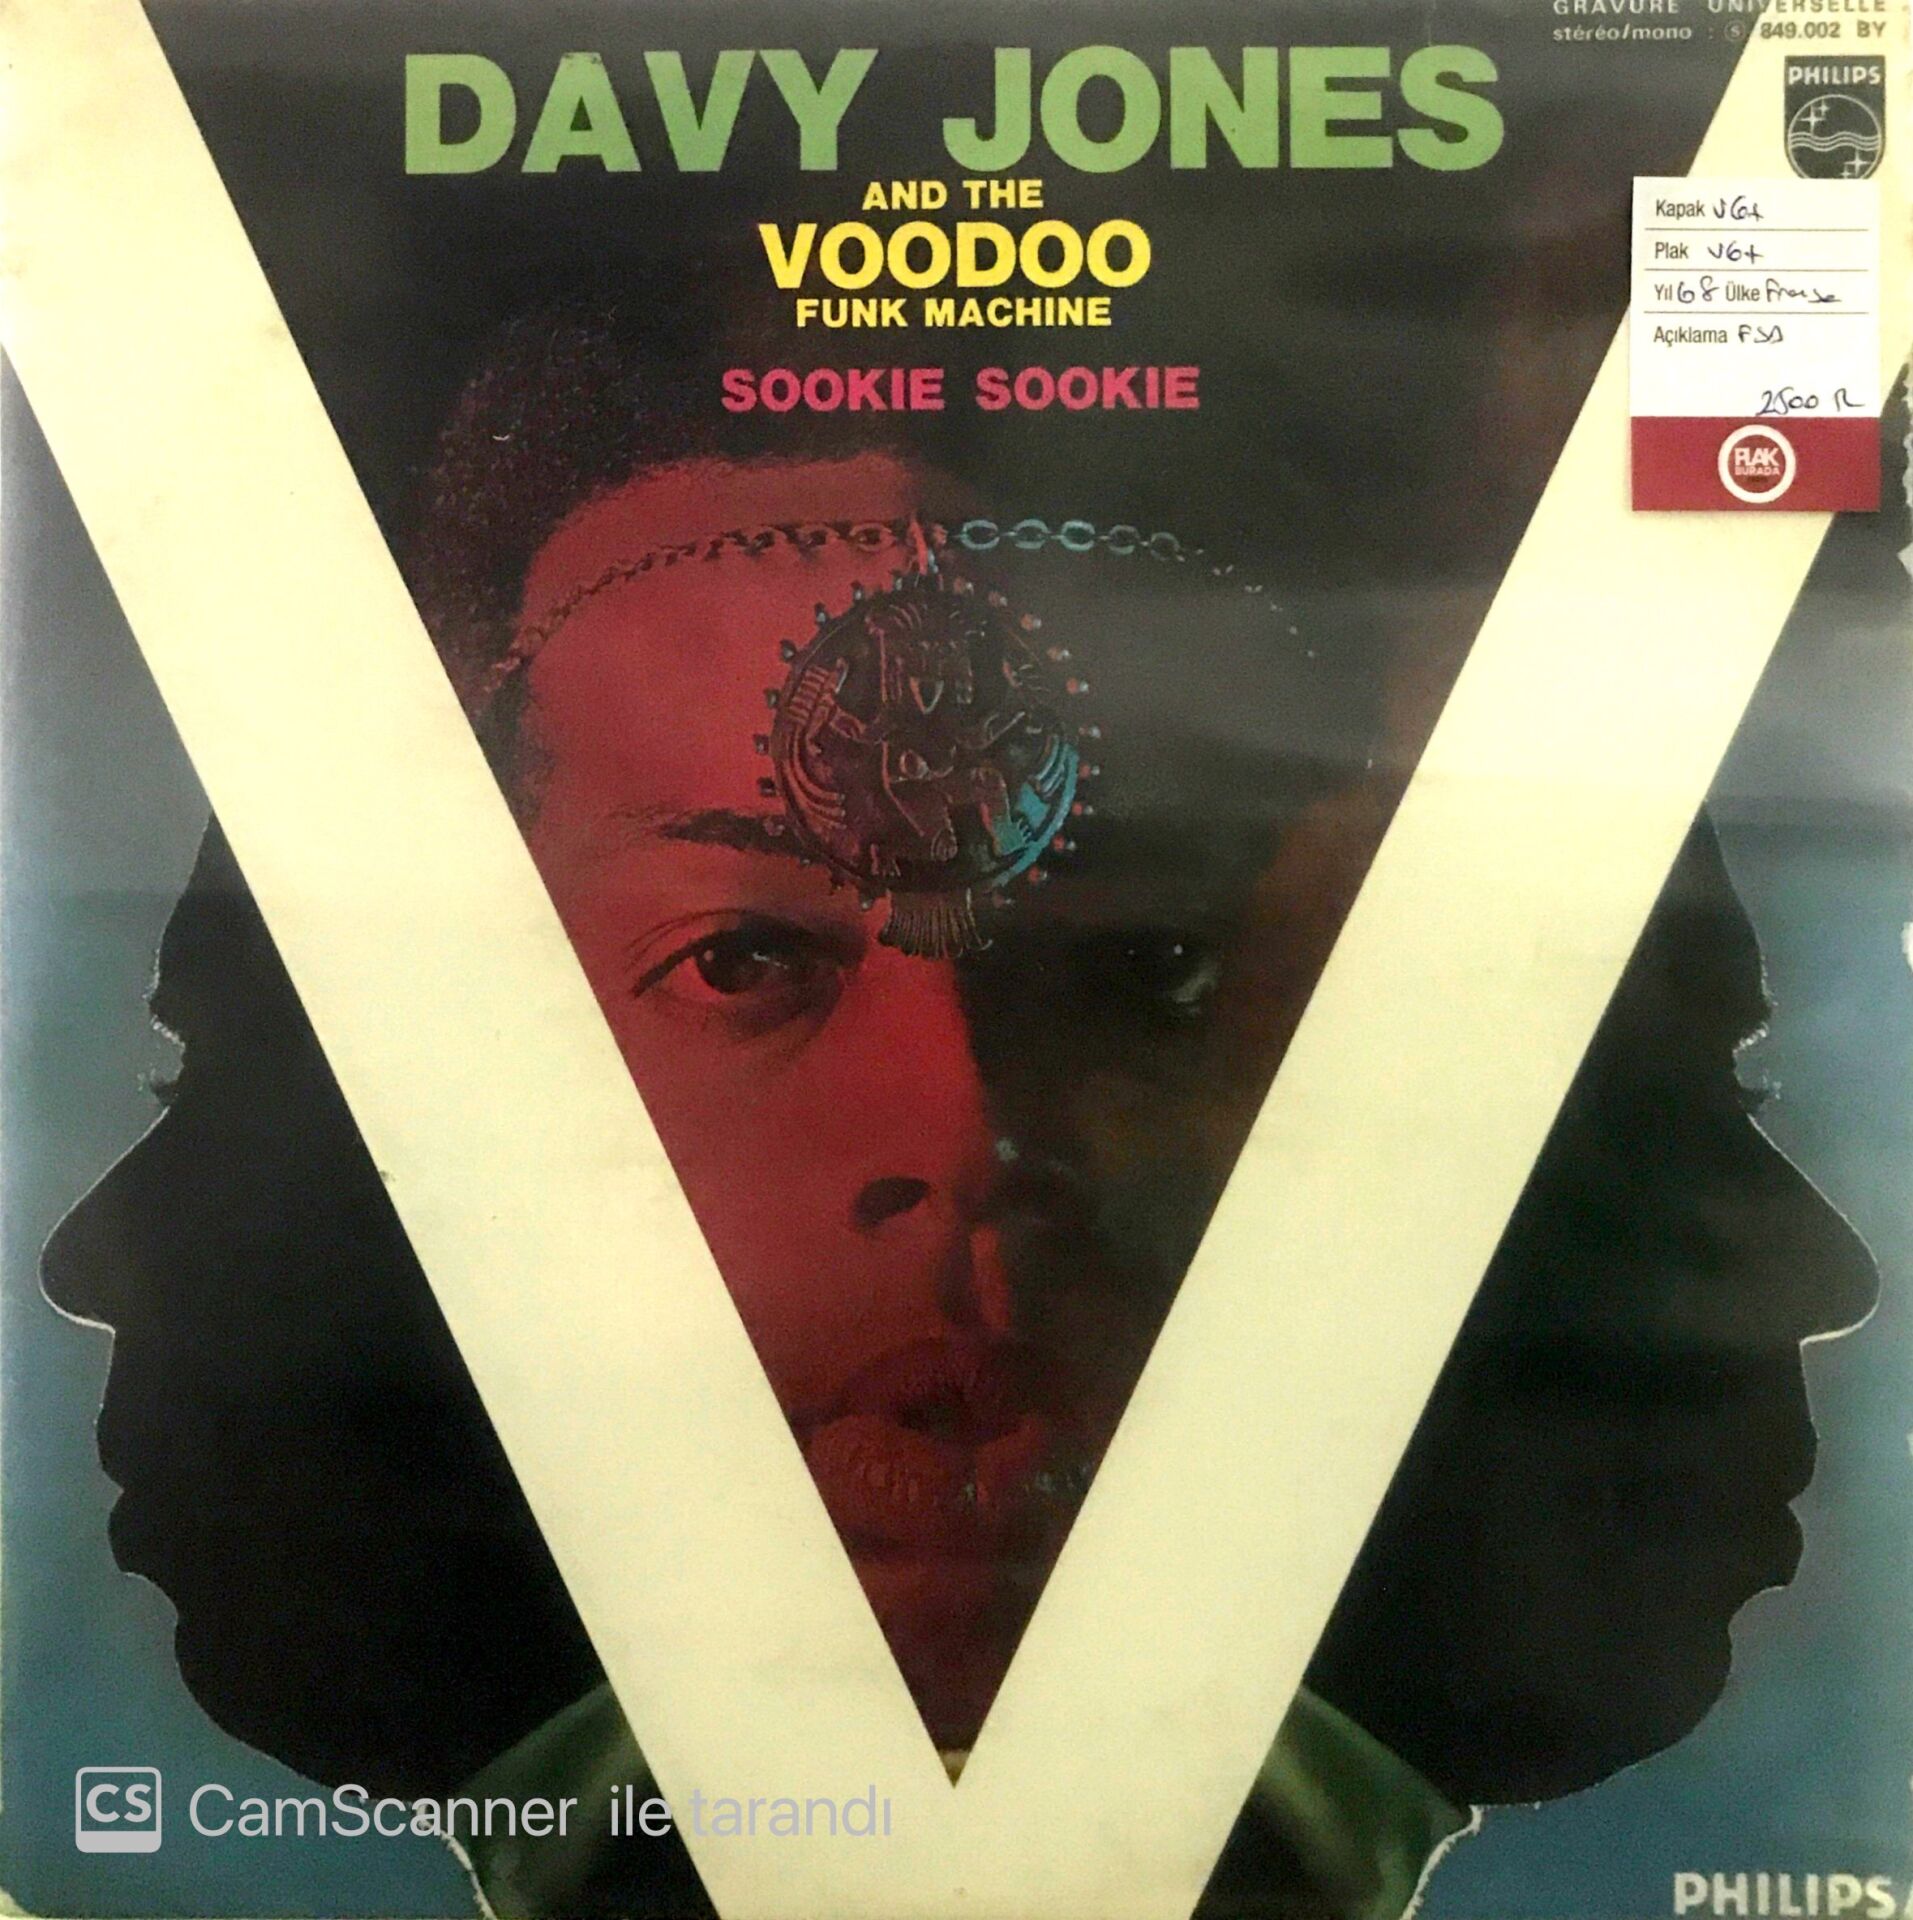 GRAVURE UNIVERSELLE
stéréo/mono : S 849.002 BY
DAVY JONES
PHILIPS
AND THE
VOODOO
FUNK MACHINE
SOOKIE SOOKIE
Kapak VG+
Plak VG+
Yıl 68 Ülke
Açıklama
PLAK
BURADA
CS CamScanner ile tarandı
PHILIPS